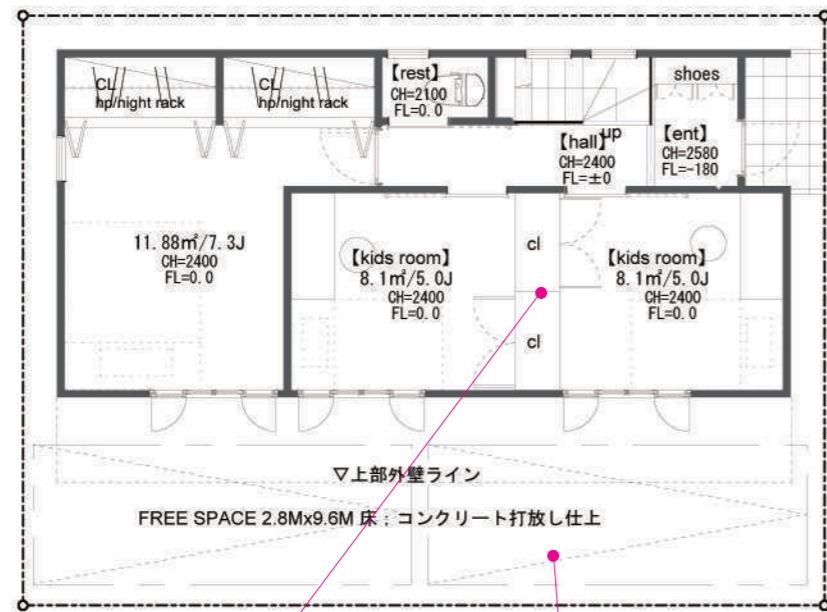 CL
hp/night rack
CL
hp/night rack
【rest】
CH=2100
FL=0.0
shoes
up
【hall】
CH=2400
FL=±0
【ent】
CH=2580
FL=-180
11.88㎡/7.3J
CH=2400
FL=0.0
【kids room】
8.1㎡/5.0J
CH=2400
FL=0.0
cl
cl
【kids room】
8.1㎡/5.0J
CH=2400
FL=0.0
▽上部外壁ライン
FREE SPACE 2.8Mx9.6M 床；コンクリート打放し仕上